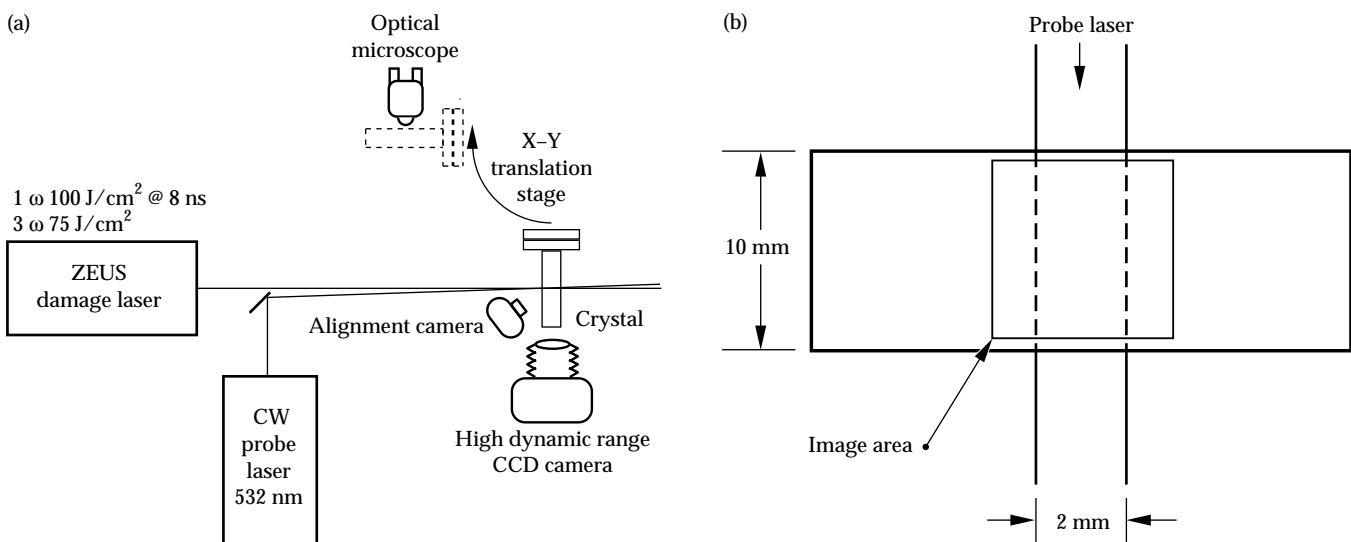 (a)
Optical
microscope
X–Y
translation
stage
1 ω 100 J/cm² @ 8 ns
3 ω 75 J/cm²
ZEUS
damage laser
Alignment camera
Crystal
CW
probe
laser
532 nm
High dynamic range
CCD camera
(b)
Probe laser
10 mm
Image area
2 mm